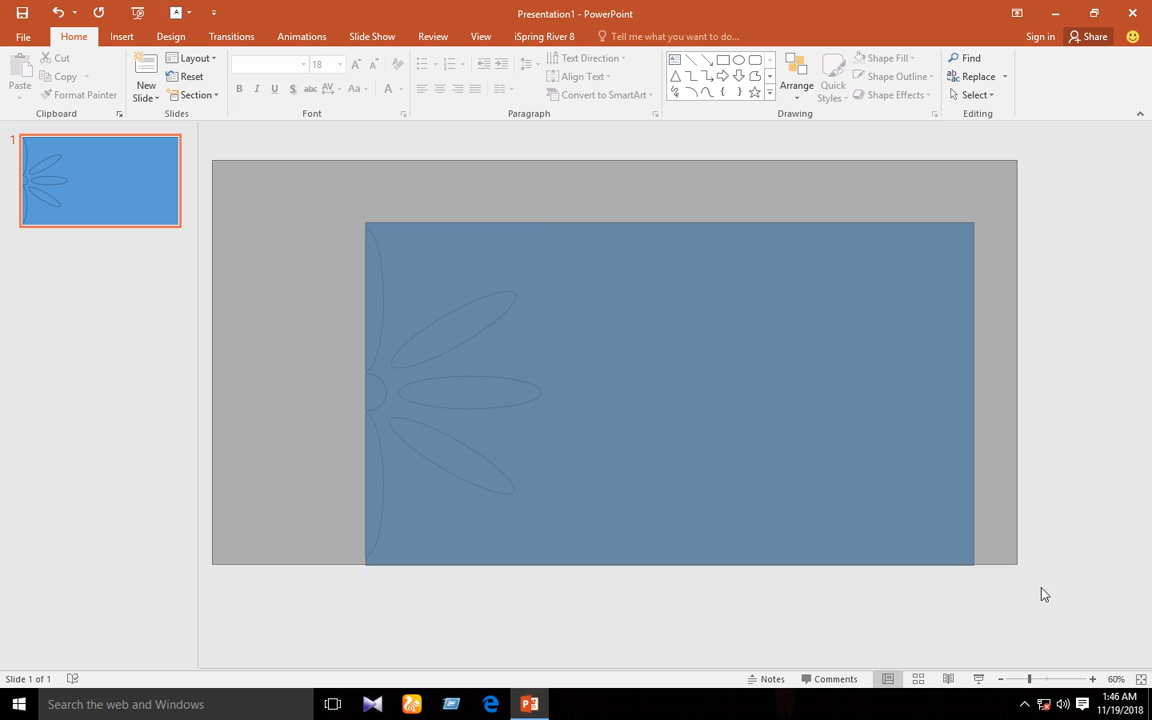 Presentation1 - PowerPoint
File Home Insert Design Transitions Animations Slide Show Review View iSpring River 8 Tell me what you want to do... Sign in Share
Paste Cut Copy Format Painter
New Slide Layout Reset Section
18
B I U S abc AV Aa A
Text Direction Align Text Convert to SmartArt
Arrange Quick Styles Shape Fill Shape Outline Shape Effects
Find Replace Select
Clipboard Slides Font Paragraph Drawing Editing
1
Slide 1 of 1 Notes Comments 60%
Search the web and Windows
1:46 AM
11/19/2018